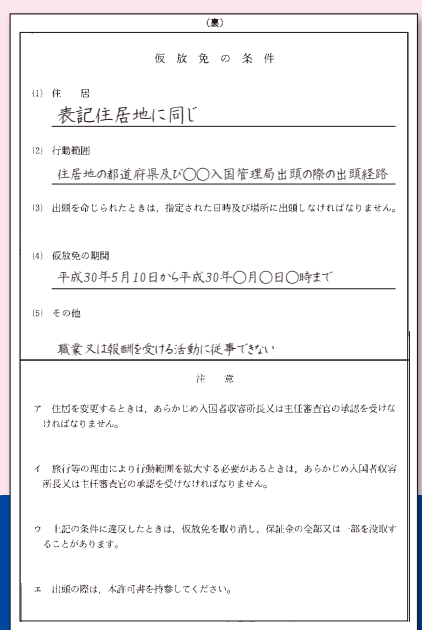 （裏）
仮放免の条件
(1) 住居
表記住居地に同じ
(2) 行動範囲
住居地の都道府県及び〇〇入国管理局出頭の際の出頭経路
(3) 出頭を命じられたときは，指定された日時及び場所に出頭しなければなりません。
(4) 仮放免の期間
平成30年5月10日から平成30年〇月〇日〇時まで
(5) その他
職業又は報酬を受ける活動に従事できない
注意
ア 住居を変更するときは，あらかじめ入国者収容所長又は主任審査官の承認を受けな
ければなりません。
イ 旅行等の理由により行動範囲を拡大する必要があるときは，あらかじめ入国者収容
所長又は主任審査官の承認を受けなければなりません。
ウ 上記の条件に違反したときは，仮放免を取り消し，保証金の全部又は一部を没取す
ることがあります。
エ 出頭の際は，本許可書を持参してください。